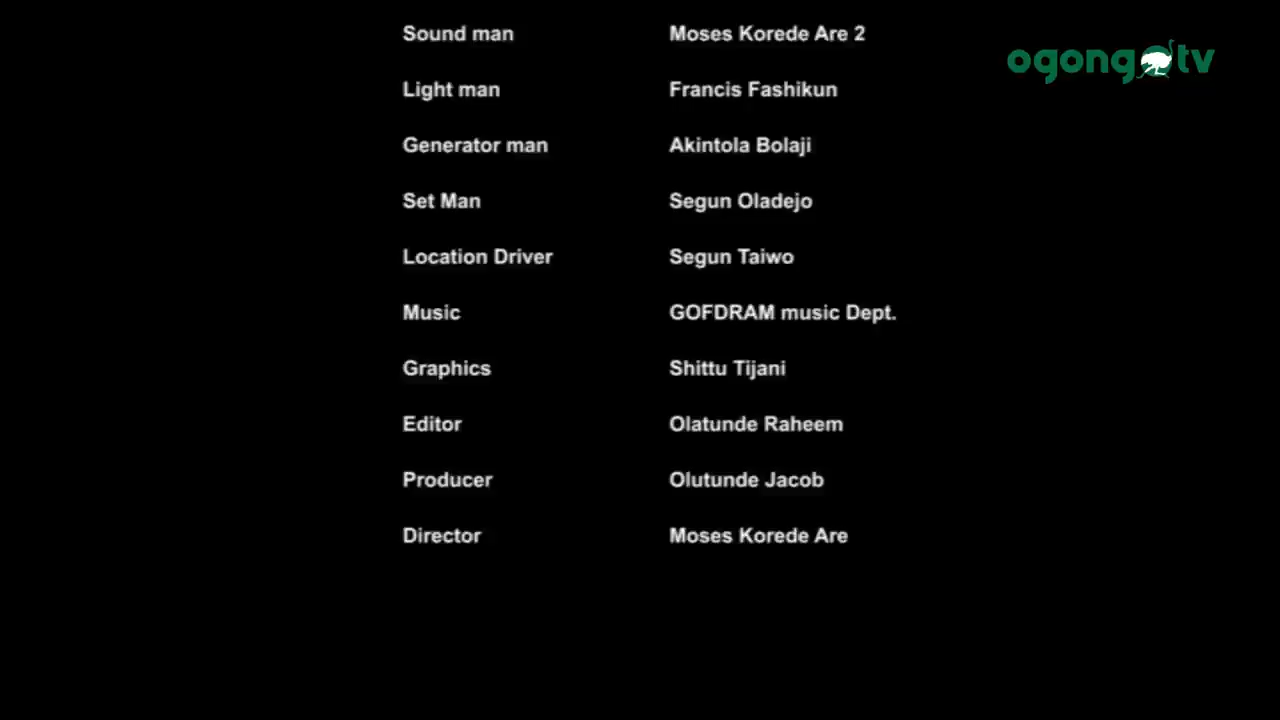 Sound man Moses Korede Are 2
ogongo tv
Light man Francis Fashikun
Generator man Akintola Bolaji
Set Man Segun Oladejo
Location Driver Segun Taiwo
Music GOFDRAM music Dept.
Graphics Shittu Tijani
Editor Olatunde Raheem
Producer Olutunde Jacob
Director Moses Korede Are